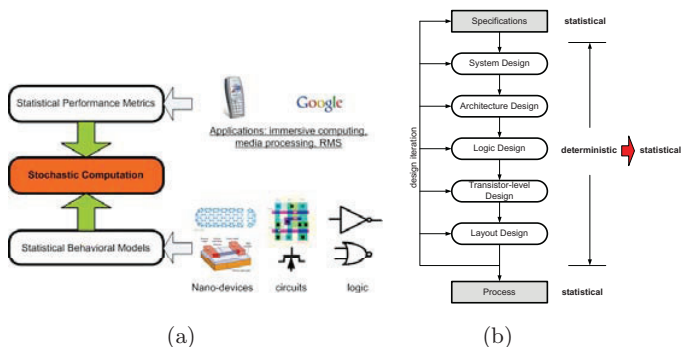 Statistical Performance Metrics
Google
Applications: immersive computing,
media processing, RMS
Stochastic Computation
Statistical Behavioral Models
Nano-devices
circuits
logic
(a)
Specifications
statistical
System Design
Architecture Design
design iteration
Logic Design
deterministic
statistical
Transistor-level
Design
Layout Design
Process
statistical
(b)